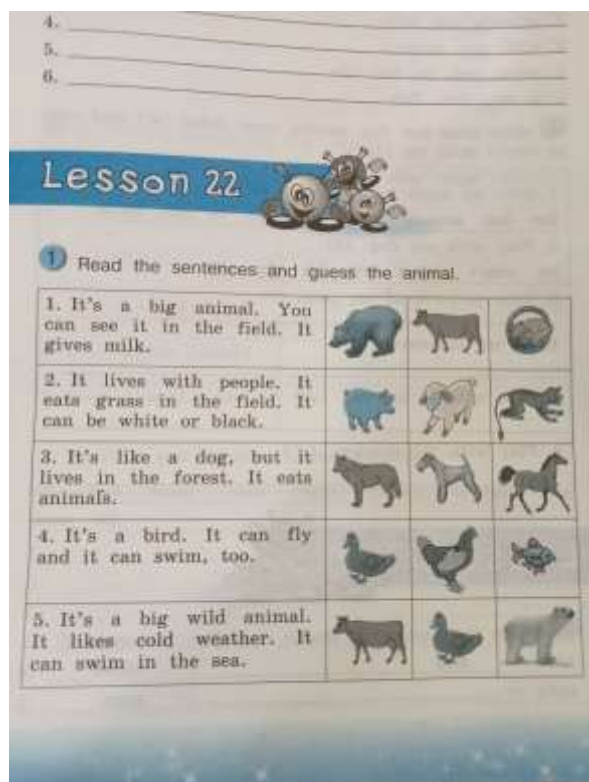 4.
5.
6.
Lesson 22
1 Read the sentences and guess the animal.
1. It's a big animal. You
can see it in the field. It
gives milk.
2. It lives with people. It
eats grass in the field. It
can be white or black.
3. It's like a dog, but it
lives in the forest. It eats
animals.
4. It's a bird. It can fly
and it can swim, too.
5. It's a big wild animal.
It likes cold weather. It
can swim in the sea.